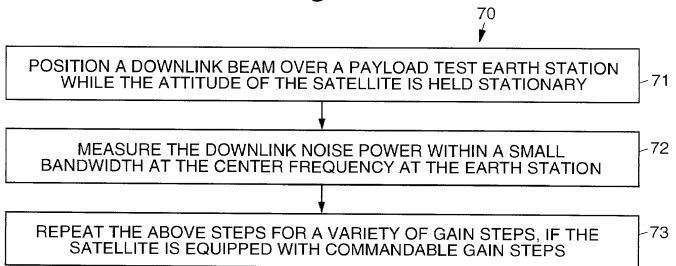 70
POSITION A DOWNLINK BEAM OVER A PAYLOAD TEST EARTH STATION
WHILE THE ATTITUDE OF THE SATELLITE IS HELD STATIONARY
71
MEASURE THE DOWNLINK NOISE POWER WITHIN A SMALL
BANDWIDTH AT THE CENTER FREQUENCY AT THE EARTH STATION
72
REPEAT THE ABOVE STEPS FOR A VARIETY OF GAIN STEPS, IF THE
SATELLITE IS EQUIPPED WITH COMMANDABLE GAIN STEPS
73